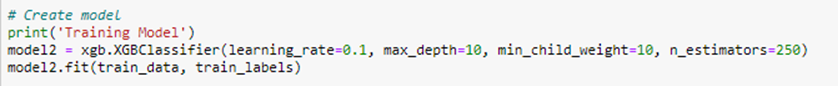 # Create model
print('Training Model')
model2 = xgb.XGBClassifier(learning_rate=0.1, max_depth=10, min_child_weight=10, n_estimators=250)
model2.fit(train_data, train_labels)